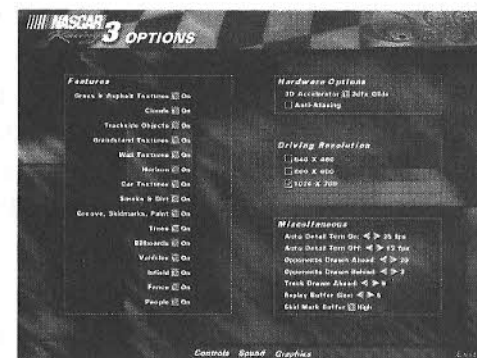 NASCAR
Racing 3 OPTIONS
Features
Grass & Asphalt Textures On
Clouds On
Trackside Objects On
Grandstand Textures On
Wall Textures On
Horizon On
Car Textures On
Smoke & Dirt On
Groove, Skidmarks, Paint On
Trees On
Billboards On
Vehicles On
Infield On
Fence On
People On
Hardware Options
3D Accelerator 3dfx Glide
Anti-Aliasing
Driving Resolution
640 X 480
800 X 600
1024 X 768
Miscellaneous
Auto Detail Turn On: 25 fps
Auto Detail Turn Off: fps
Opponents Drawn Ahead:
Opponents Drawn Behind:
Track Drawn Ahead:
Replay Buffer Size:
Skid Mark Buffer High
Controls Sound Graphics Exit